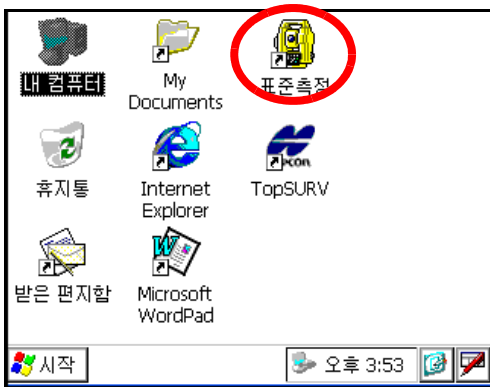 내 컴퓨터
My Documents
표준측정
휴지통
Internet Explorer
TOPCON
TopSURV
받은 편지함
Microsoft WordPad
시작
오후 3:53